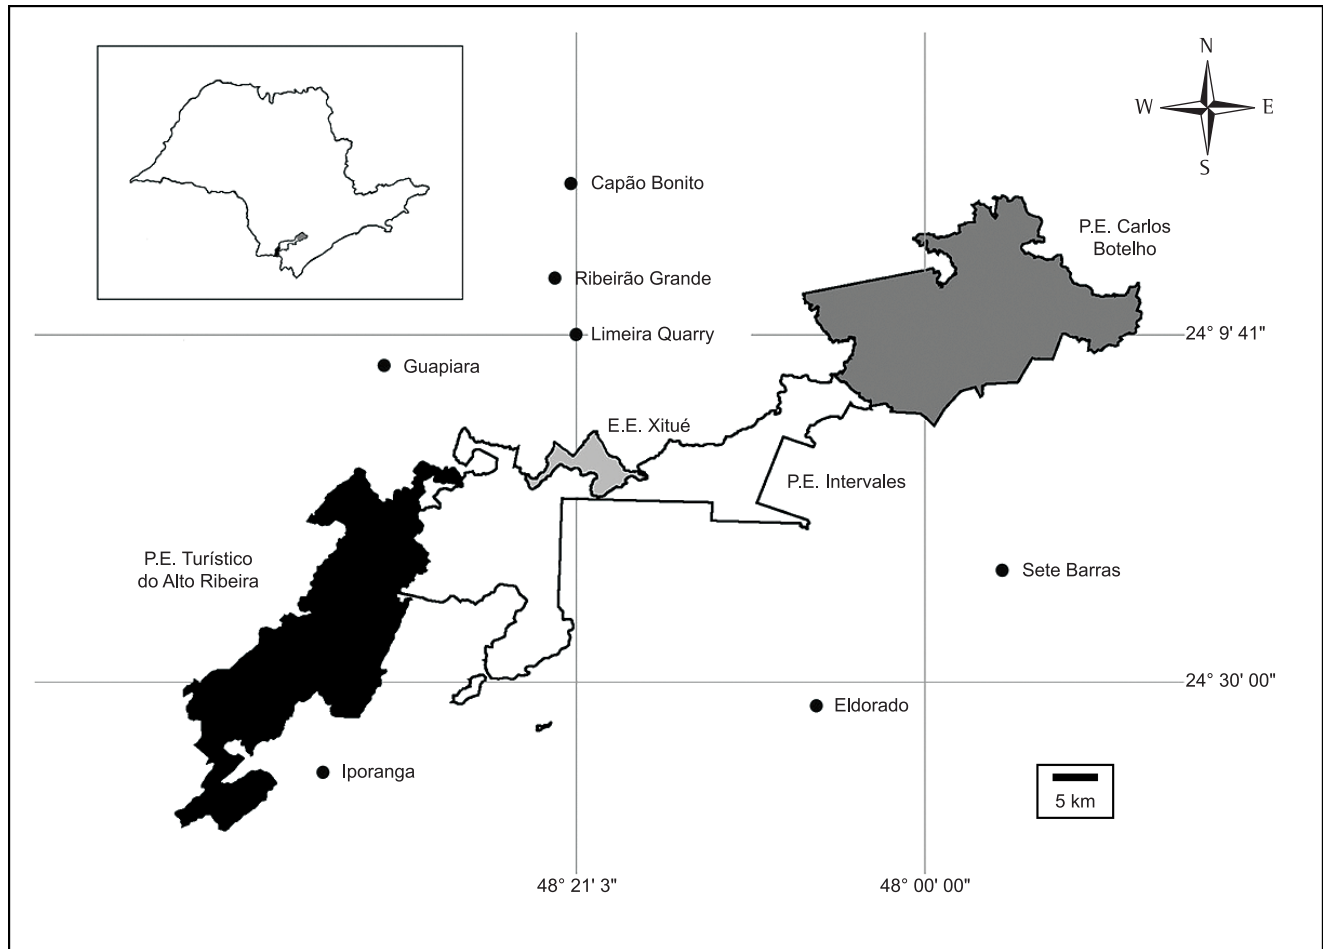 N
W
E
S
Capão Bonito
P.E. Carlos
Botelho
Ribeirão Grande
Limeira Quarry
24° 9' 41"
Guapiara
E.E. Xitué
P.E. Intervales
P.E. Turístico
do Alto Ribeira
Sete Barras
24° 30' 00"
Eldorado
Iporanga
5 km
48° 21' 3"
48° 00' 00"